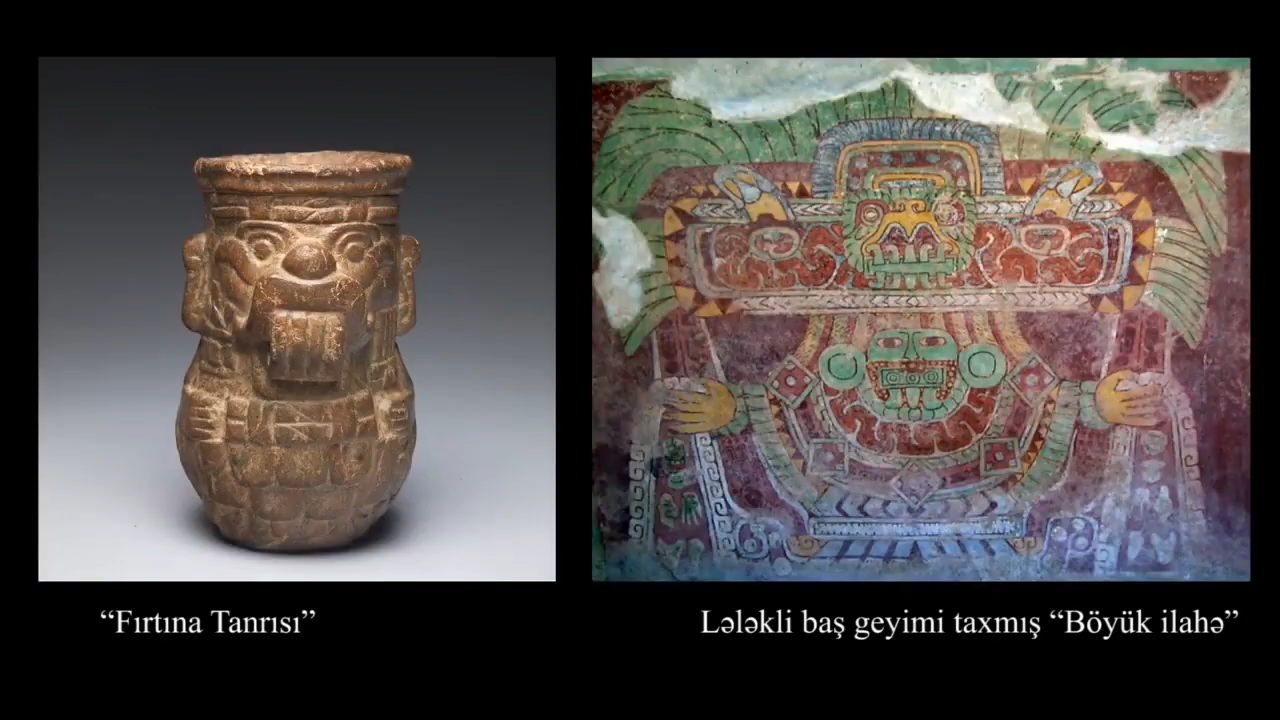 “Fırtına Tanrısı”
Lələkli baş geyimi taxmış “Böyük ilahə”